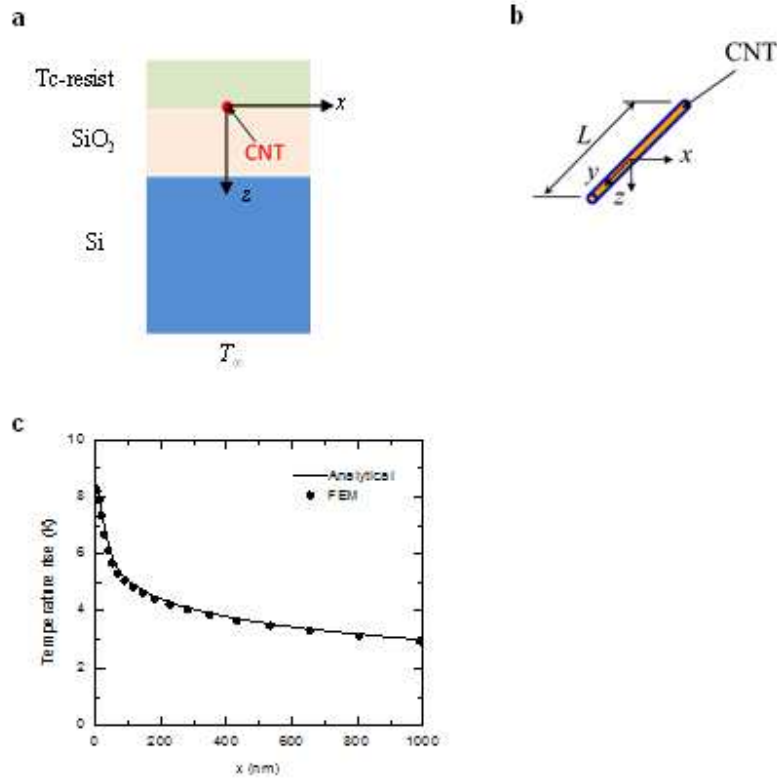 a
Tc-resist
x
SiO₂
CNT
z
Si
T∞
b
CNT
L
x
y
z
c
10
8
6
4
2
0
Temperature rise (K)
Analytical
FEM
0 200 400 600 800 1000
x (nm)